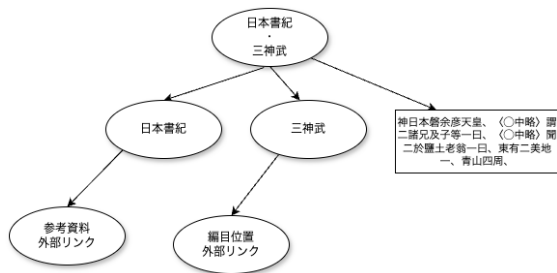 日本書紀
・
三神武
日本書紀
三神武
神日本磐余彦天皇、〈◯中略〉謂
二諸兄及子等一曰、〈◯中略〉聞
二於鹽土老翁一曰、東有二美地
一、青山四周、
参考資料
外部リンク
編目位置
外部リンク